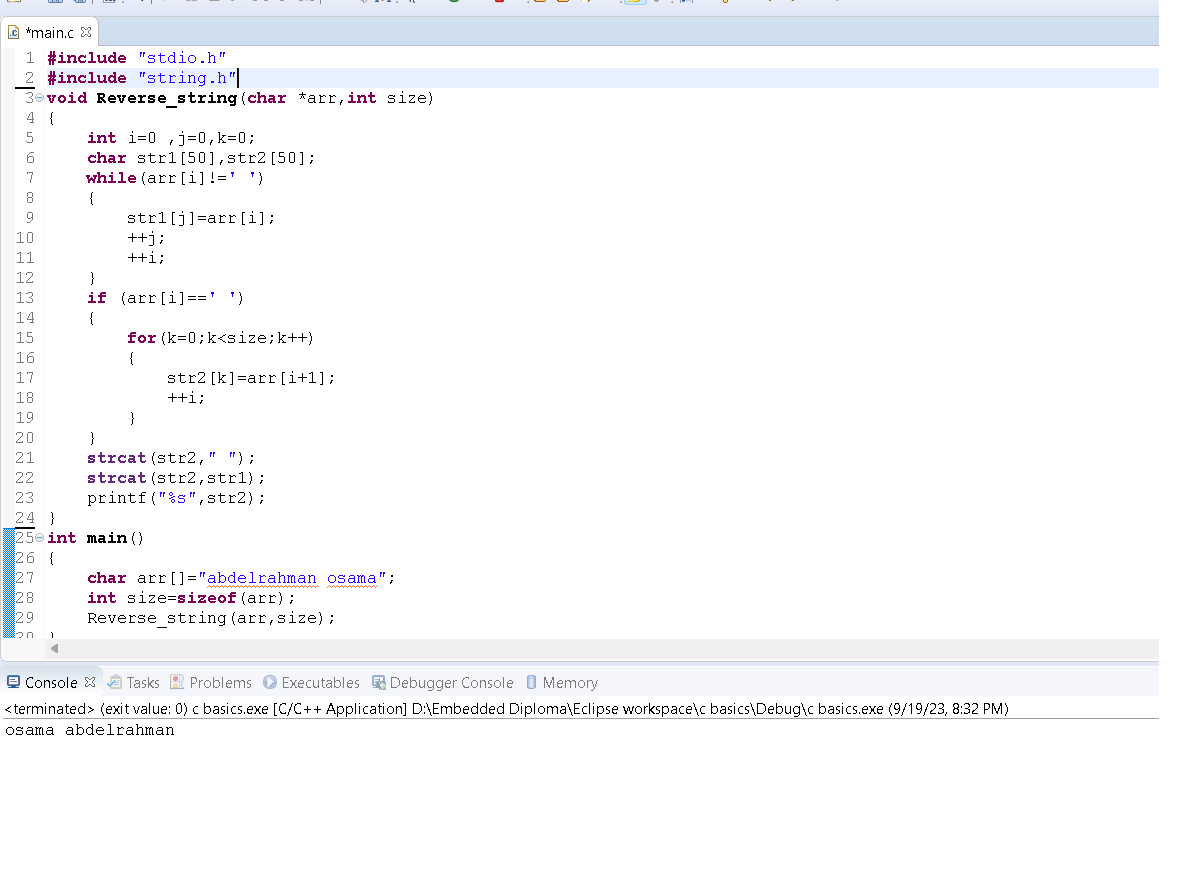 *main.c
1 #include "stdio.h"
2 #include "string.h"
3 void Reverse_string(char *arr,int size)
4 {
5     int i=0 ,j=0,k=0;
6     char str1[50],str2[50];
7     while(arr[i]!=' ')
8     {
9         str1[j]=arr[i];
10         ++j;
11         ++i;
12     }
13     if (arr[i]==' ')
14     {
15         for(k=0;k<size;k++)
16         {
17             str2[k]=arr[i+1];
18             ++i;
19         }
20     }
21     strcat(str2," ");
22     strcat(str2,str1);
23     printf("%s",str2);
24 }
25 int main()
26 {
27     char arr[]="abdelrahman osama";
28     int size=sizeof(arr);
29     Reverse_string(arr,size);
Console Tasks Problems Executables Debugger Console Memory
<terminated> (exit value: 0) c basics.exe [C/C++ Application] D:\Embedded Diploma\Eclipse workspace\c basics\Debug\c basics.exe (9/19/23, 8:32 PM)
osama abdelrahman